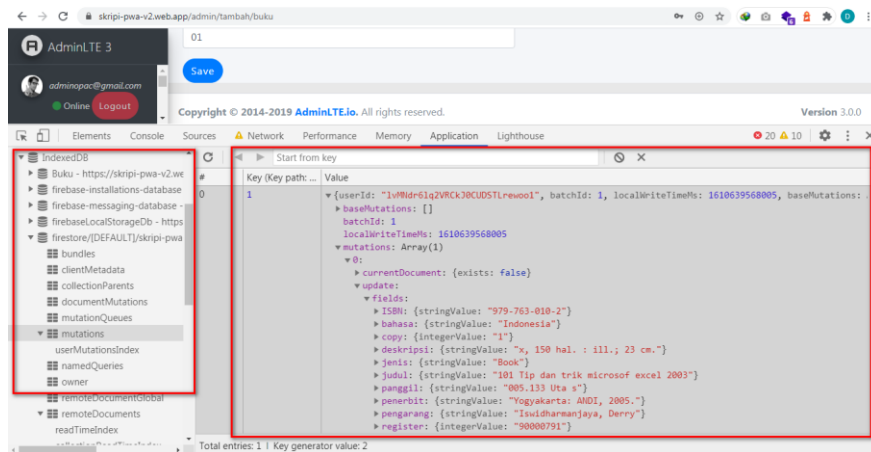 skripi-pwa-v2.web.app/admin/tambah/buku
AdminLTE 3
01
Save
adminopac@gmail.com
Online Logout
Copyright © 2014-2019 AdminLTE.io. All rights reserved.
Version 3.0.0
Elements Console Sources Network Performance Memory Application Lighthouse 20 10
IndexedDB
Buku - https://skripi-pwa-v2.we
firebase-installations-database
firebase-messaging-database -
firebaseLocalStorageDb - https
firestore/[DEFAULT]/skripi-pwa
bundles
clientMetadata
collectionParents
documentMutations
mutationQueues
mutations
userMutationsIndex
namedQueries
owner
remoteDocumentGlobal
remoteDocuments
readTimeIndex
Start from key
# Key (Key path: ... Value
0 1 {userId: "lvMNdr6lq2VRCkJ0CUDSTLrewoo1", batchId: 1, localWriteTimeMs: 1610639568005, baseMutations: 
baseMutations: []
batchId: 1
localWriteTimeMs: 1610639568005
mutations: Array(1)
0:
currentDocument: {exists: false}
update:
fields:
ISBN: {stringValue: "979-763-010-2"}
bahasa: {stringValue: "Indonesia"}
copy: {integerValue: "1"}
deskripsi: {stringValue: "x, 150 hal. : ill.; 23 cm."}
jenis: {stringValue: "Book"}
judul: {stringValue: "101 Tip dan trik microsof excel 2003"}
panggil: {stringValue: "005.133 Uta s"}
penerbit: {stringValue: "Yogyakarta: ANDI, 2005."}
pengarang: {stringValue: "Iswidharmanjaya, Derry"}
register: {integerValue: "90000791"}
Total entries: 1 | Key generator value: 2